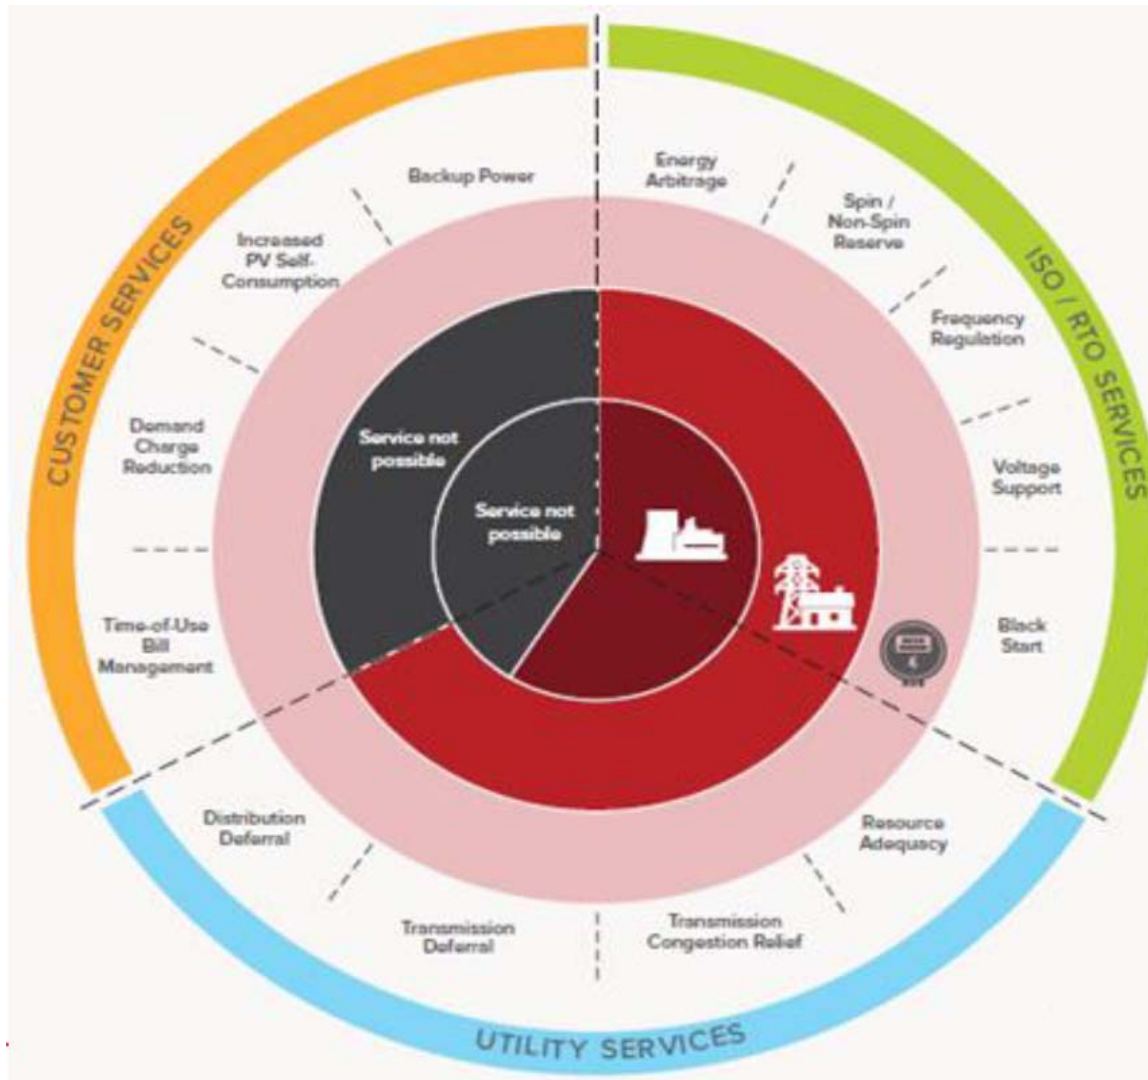 CUSTOMER SERVICES
ISO / RTO SERVICES
UTILITY SERVICES
Backup Power
Increased
PV Self-
Consumption
Demand
Charge
Reduction
Time-of-Use
Bill
Management
Energy
Arbitrage
Spin /
Non-Spin
Reserve
Frequency
Regulation
Voltage
Support
Black
Start
Resource
Adequacy
Transmission
Congestion Relief
Transmission
Deferral
Distribution
Deferral
Service not
possible
Service not
possible